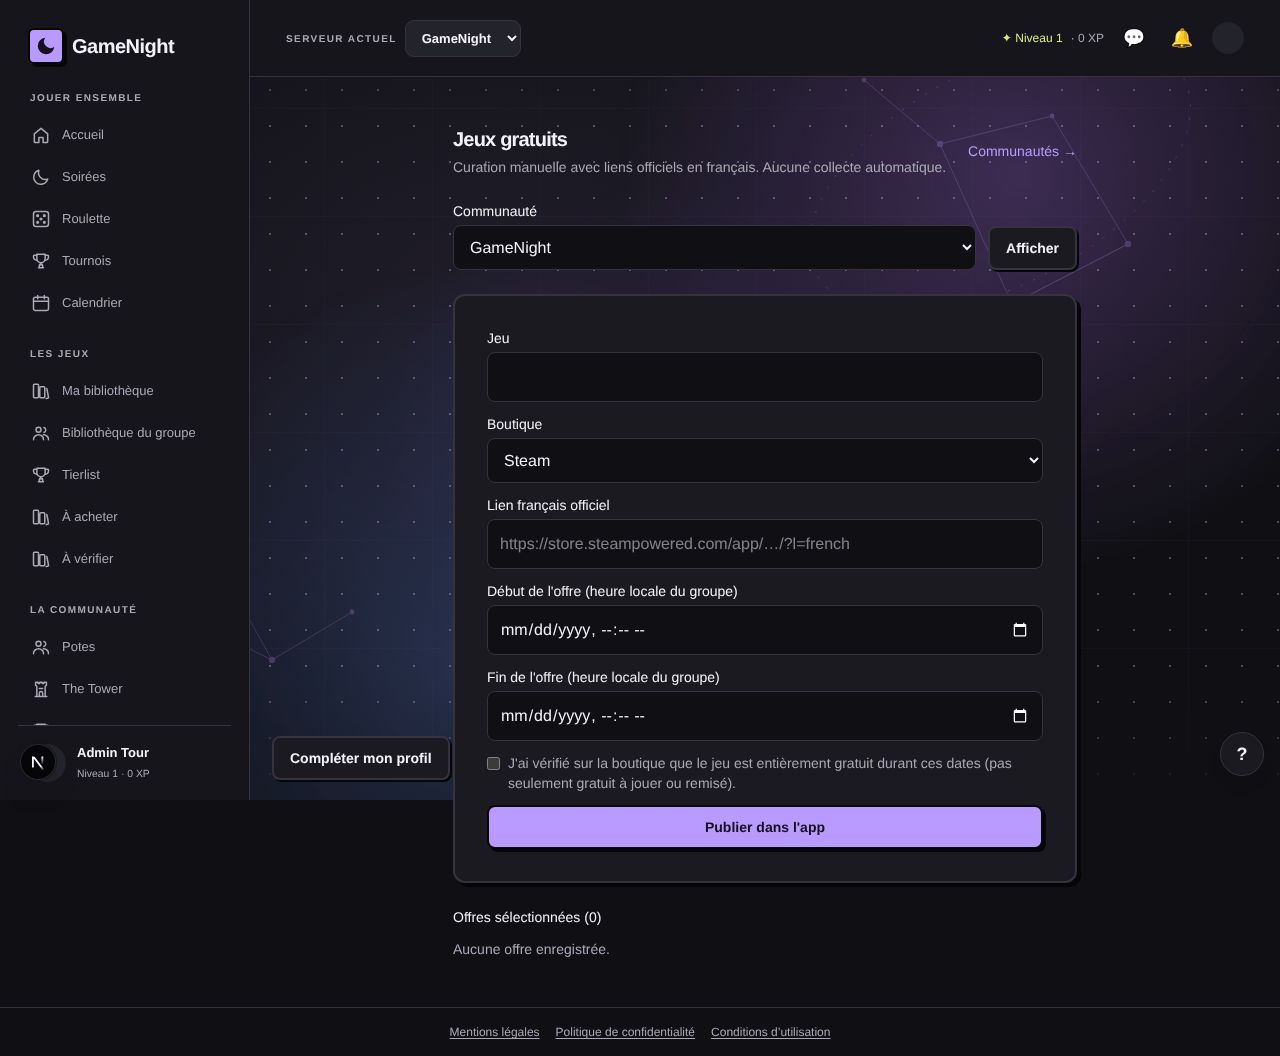 GameNight
SERVEUR ACTUEL
GameNight
✦ Niveau 1 · 0 XP
JOUER ENSEMBLE
Accueil
Soirées
Roulette
Tournois
Calendrier
LES JEUX
Ma bibliothèque
Bibliothèque du groupe
Tierlist
À acheter
À vérifier
LA COMMUNAUTÉ
Potes
The Tower
Admin Tour
Niveau 1 · 0 XP
Jeux gratuits
Curation manuelle avec liens officiels en français. Aucune collecte automatique.
Communautés →
Communauté
GameNight
Afficher
Jeu
Boutique
Steam
Lien français officiel
https://store.steampowered.com/app/…/?l=french
Début de l'offre (heure locale du groupe)
mm/dd/yyyy, --:-- --
Fin de l'offre (heure locale du groupe)
mm/dd/yyyy, --:-- --
J'ai vérifié sur la boutique que le jeu est entièrement gratuit durant ces dates (pas
seulement gratuit à jouer ou remisé).
Publier dans l'app
Compléter mon profil
?
Offres sélectionnées (0)
Aucune offre enregistrée.
Mentions légales
Politique de confidentialité
Conditions d'utilisation